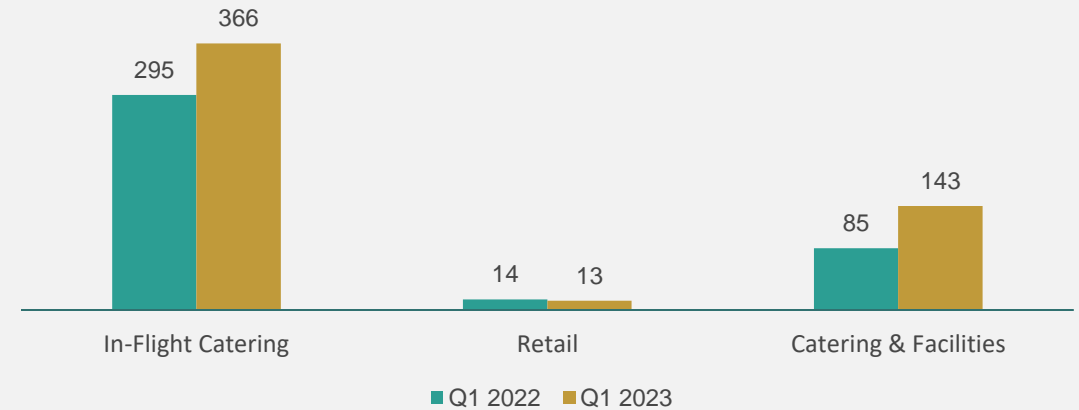 366
295
143
85
14
13
In-Flight Catering
Retail
Catering & Facilities
Q1 2022
Q1 2023